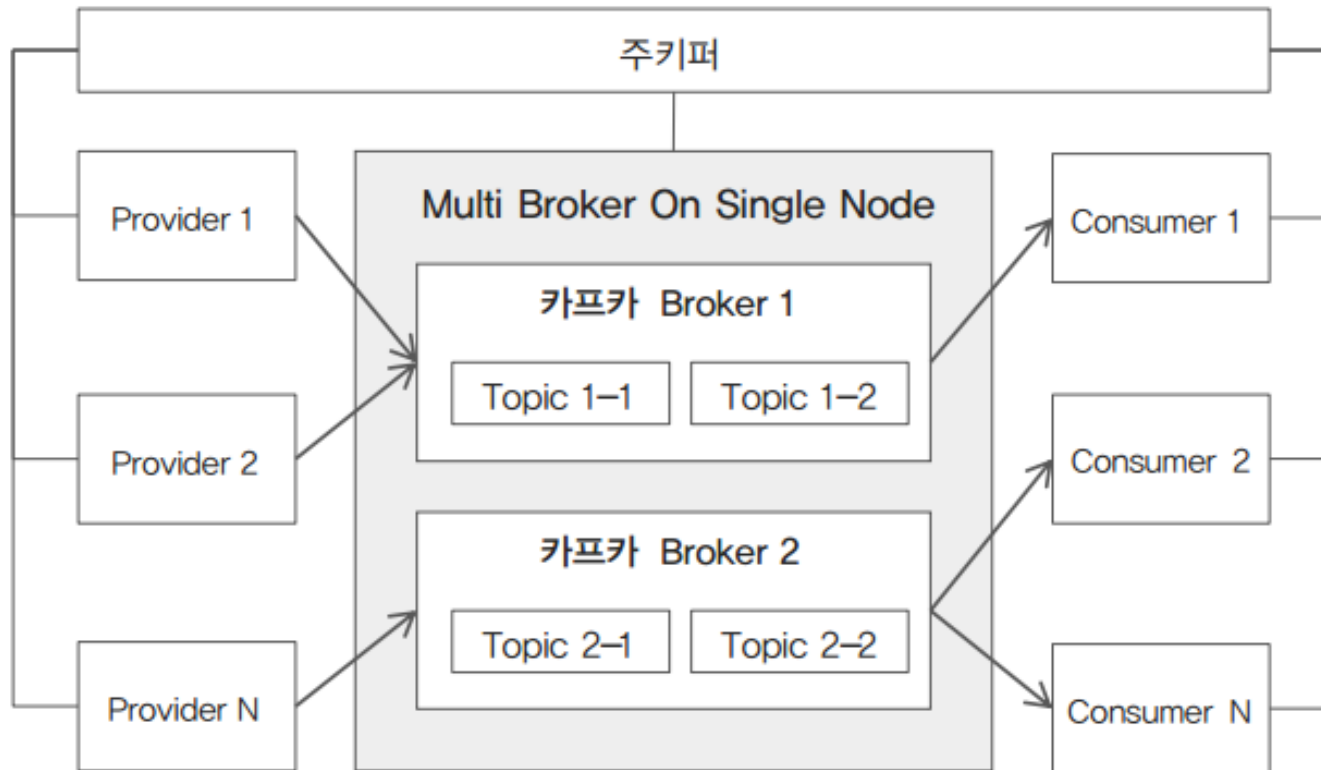 주키퍼
Provider 1
Multi Broker On Single Node
Consumer 1
카프카 Broker 1
Topic 1–1
Topic 1–2
Provider 2
Consumer 2
카프카 Broker 2
Topic 2–1
Topic 2–2
Provider N
Consumer N